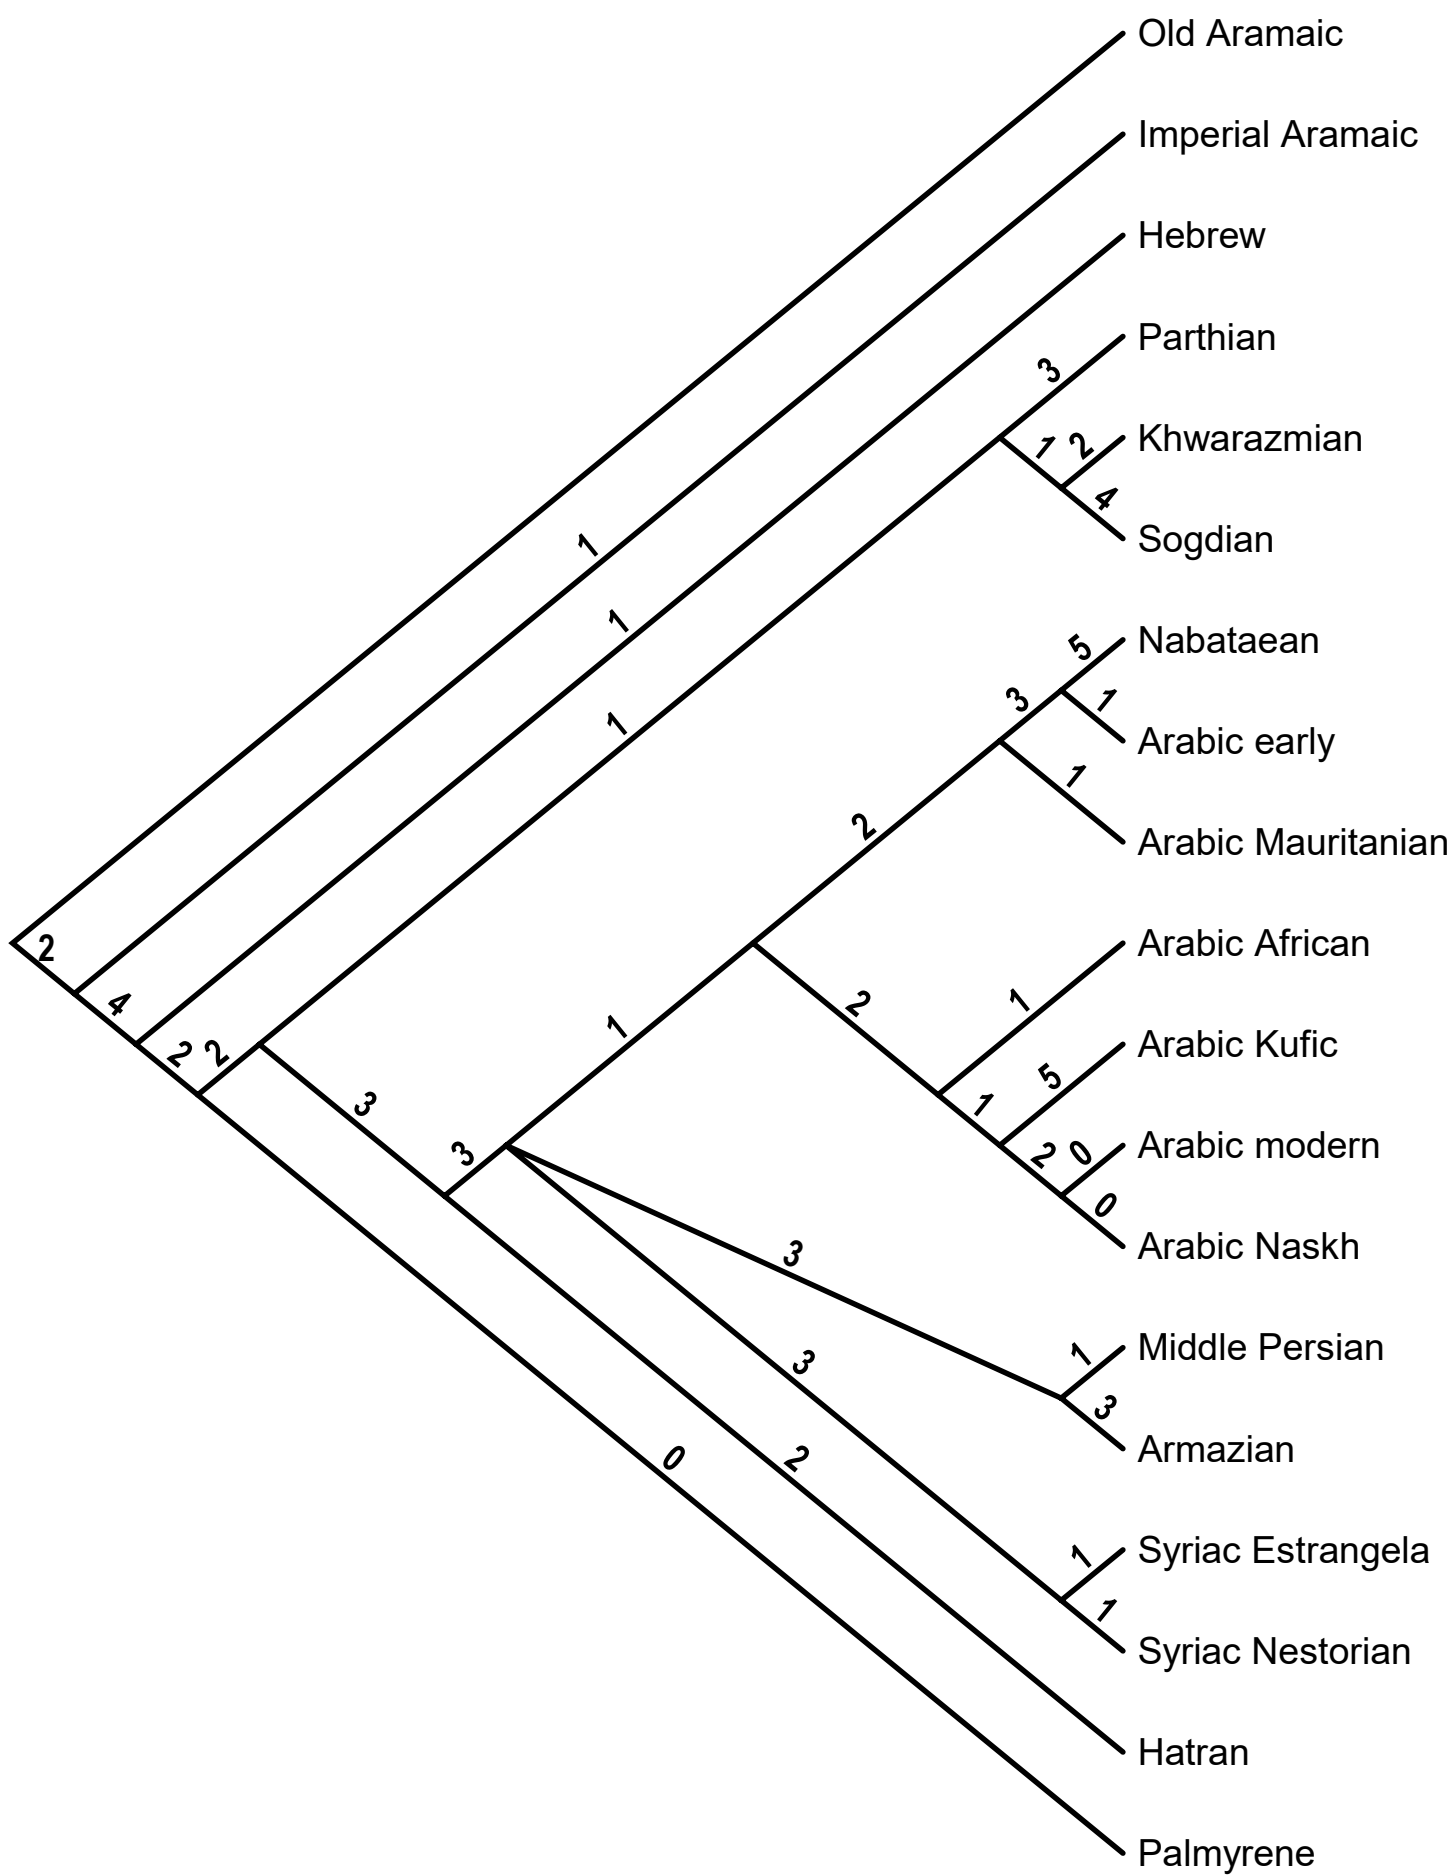 Old Aramaic
Imperial Aramaic
Hebrew
Parthian
3
Khwarazmian
1 2
4
Sogdian
1
1
Nabataean
5
3
1
1
Arabic early
1
2
Arabic Mauritanian
Arabic African
2
4
2 2
1
2
1
Arabic Kufic
5
3
1
3
Arabic modern
2 0
0
Arabic Naskh
3
Middle Persian
1
3
3
Armazian
0
2
Syriac Estrangela
1
1
Syriac Nestorian
Hatran
Palmyrene